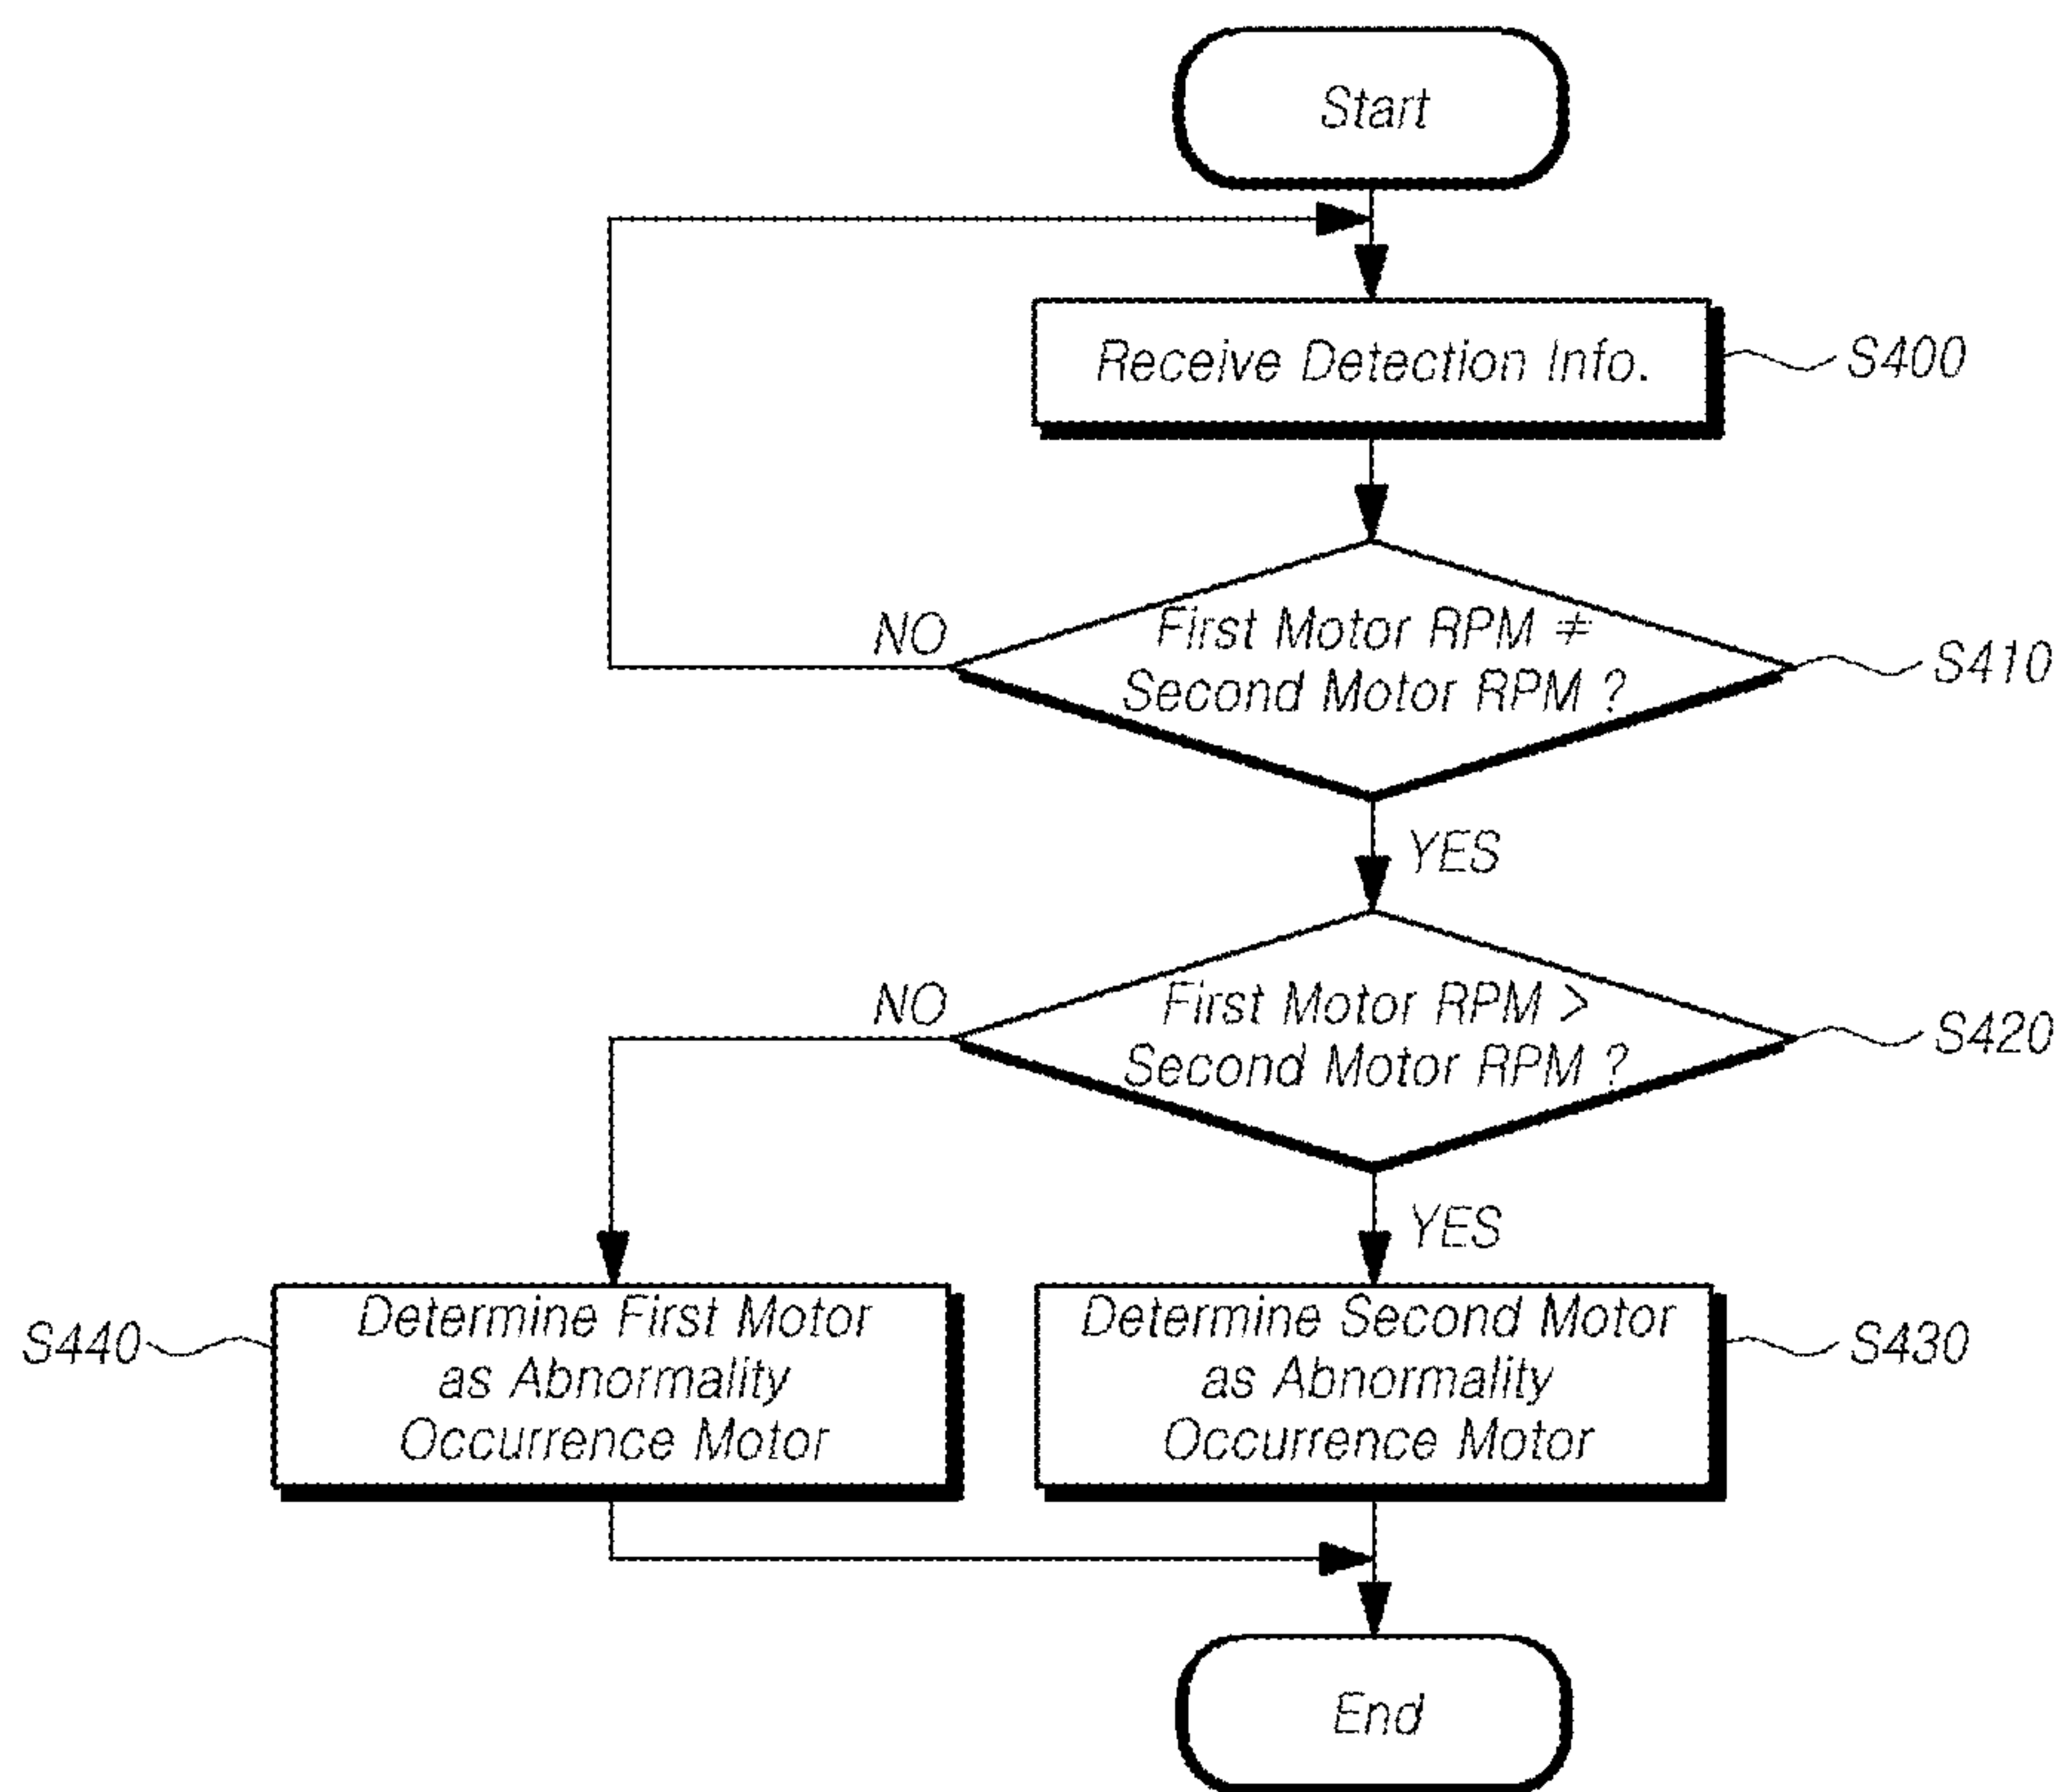 Start
Receive Detection Info.
S400
NO
First Motor RPM ≠
Second Motor RPM ?
S410
YES
NO
First Motor RPM >
Second Motor RPM ?
S420
YES
S440
Determine First Motor
as Abnormality
Occurrence Motor
Determine Second Motor
as Abnormality
Occurrence Motor
S430
End